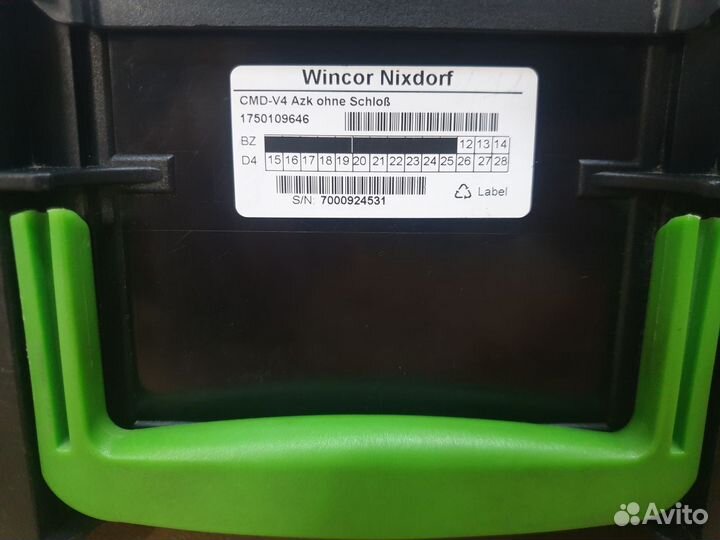 Wincor Nixdorf
CMD-V4 Azk ohne Schloß
1750109646
BZ 12 13 14
D4 15 16 17 18 19 20 21 22 23 24 25 26 27 28
Label
S/N: 7000924531
Avito